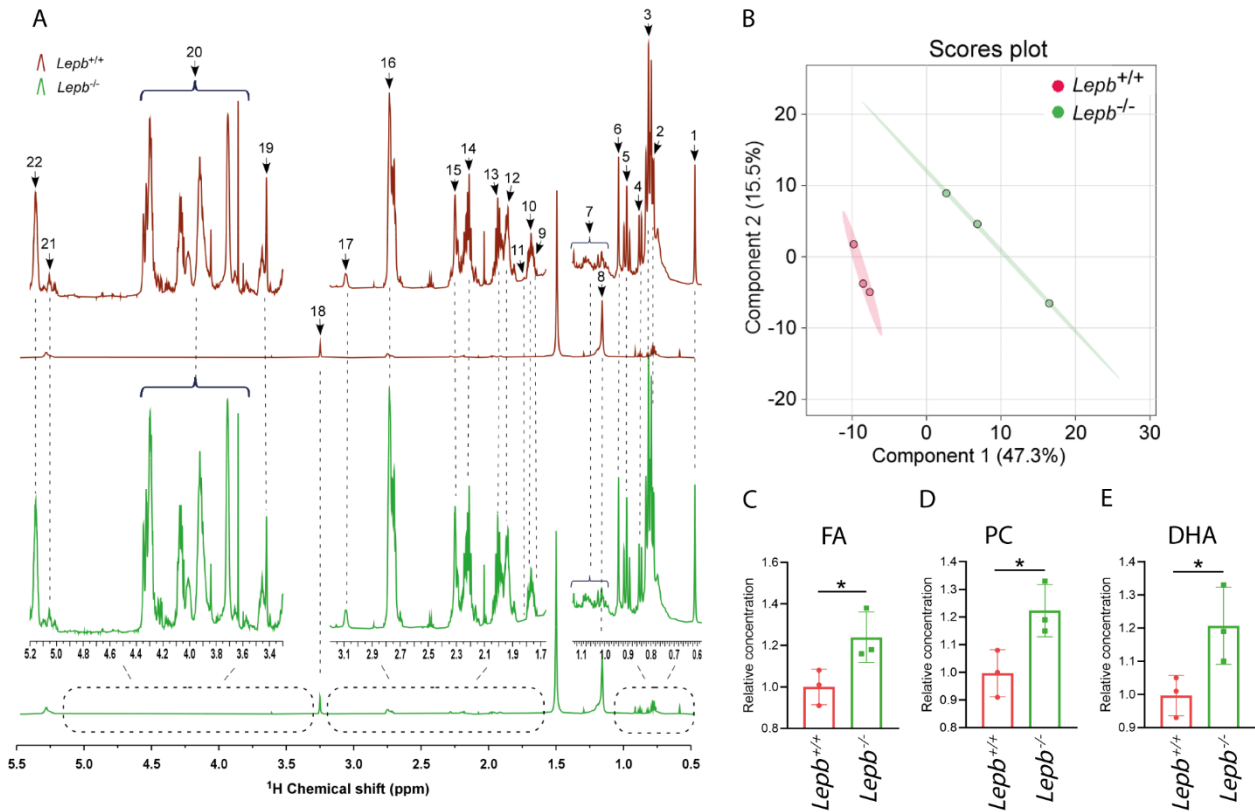 A
Lepb+/+
Lepb-/-
1
2
3
4
5
6
7
8
9
10
11
12
13
14
15
16
17
18
19
20
21
22
5.2 5.0 4.8 4.6 4.4 4.2 4.0 3.8 3.6 3.4
3.1 2.9 2.7 2.5 2.3 2.1 1.9 1.7
1.1 1.0 0.9 0.8 0.7 0.6
5.5 5.0 4.5 4.0 3.5 3.0 2.5 2.0 1.5 1.0 0.5
1H Chemical shift (ppm)
B
Scores plot
Lepb+/+
Lepb-/-
Component 2 (15.5%)
20
10
0
-10
-20
-10 0 10 20 30
Component 1 (47.3%)
C
FA
*
Relative concentration
1.6
1.4
1.2
1.0
0.8
Lepb+/+
Lepb-/-
D
PC
*
Relative concentration
1.4
1.3
1.2
1.1
1.0
0.9
0.8
Lepb+/+
Lepb-/-
E
DHA
*
Relative concentration
1.4
1.3
1.2
1.1
1.0
0.9
Lepb+/+
Lepb-/-